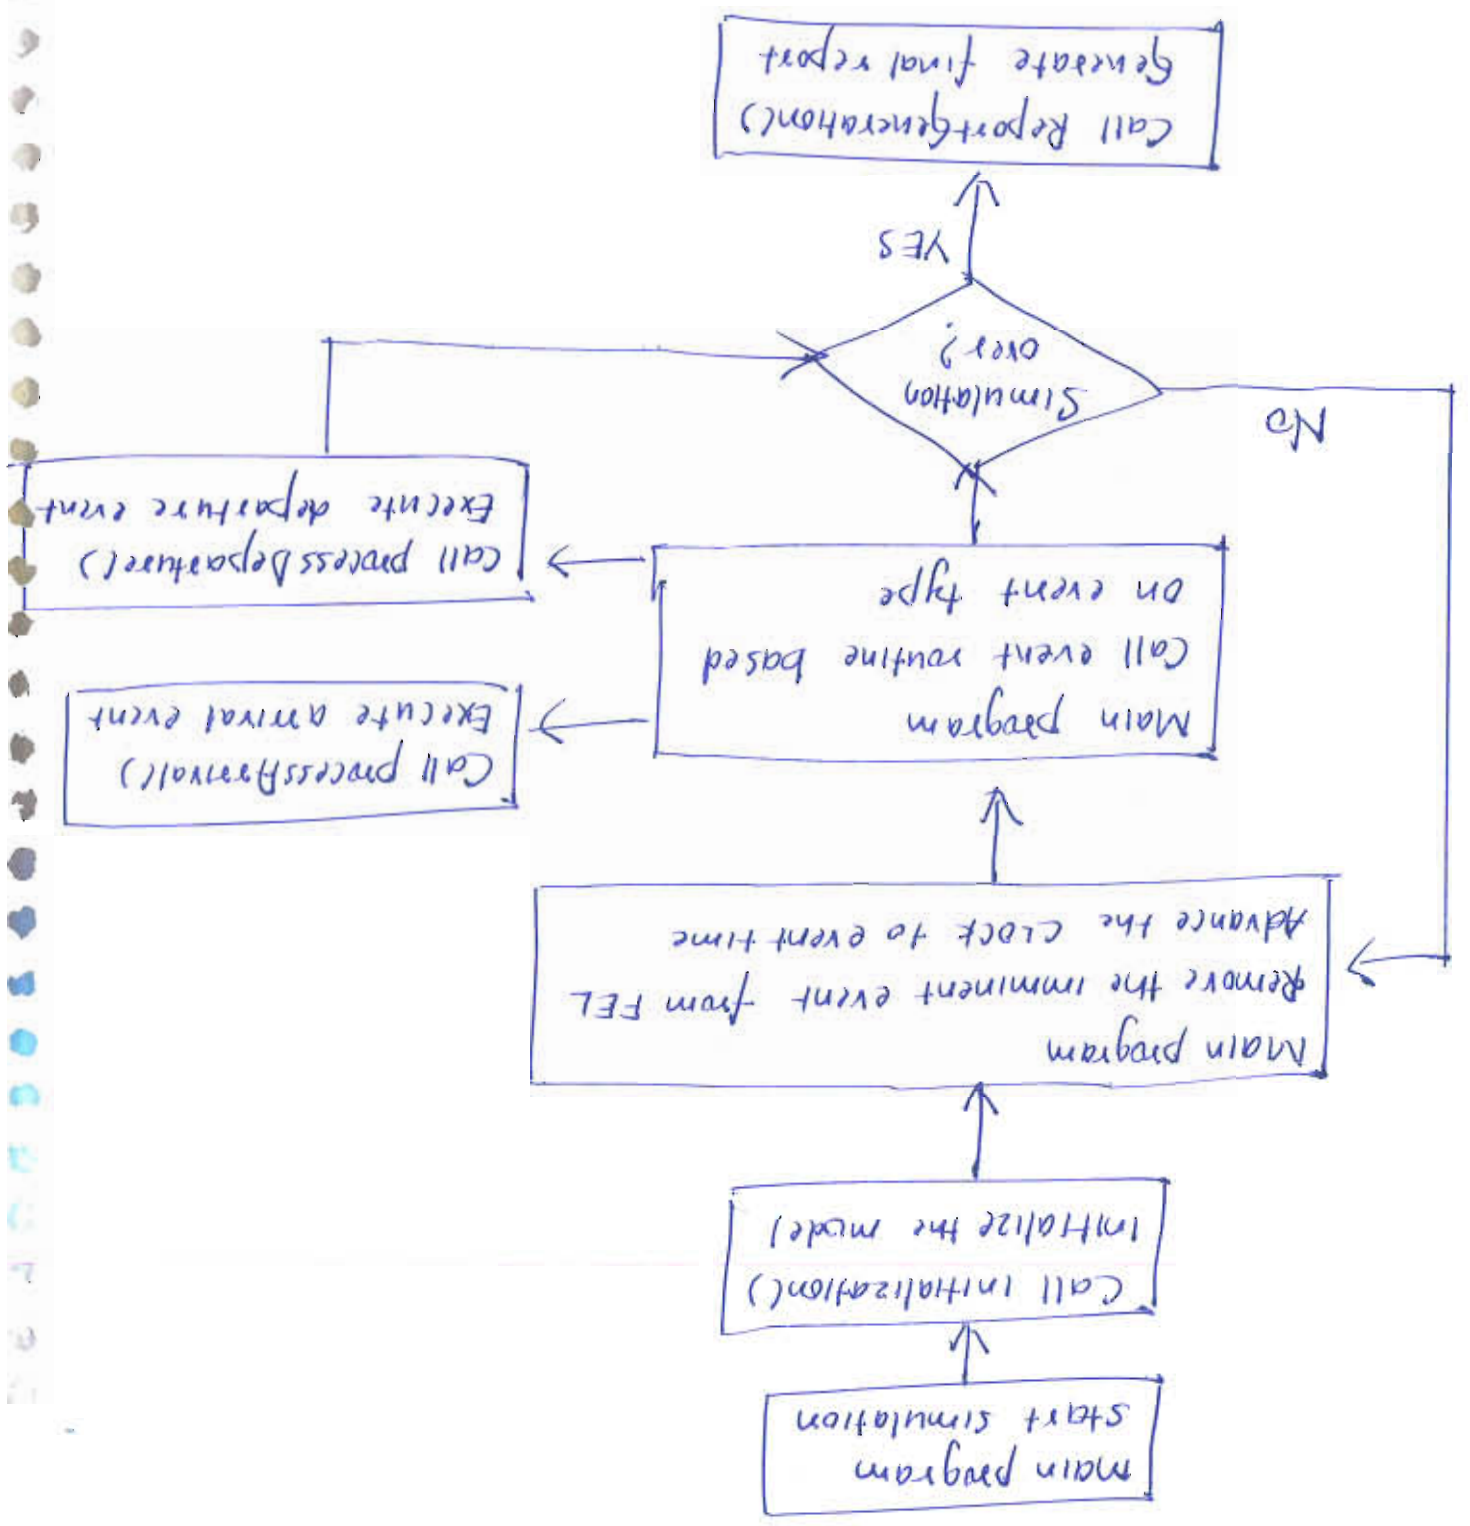 main program
start simulation
Call initialization()
Initialize the model
Main program
Remove the imminent event from FEL
Advance the CLOCK to event time
Main program
Call event routine based
on event type
Call processArrival()
Execute arrival event
Call processDeparture()
Execute departure event
Simulation
over?
NO
YES
Call ReportGeneration()
Generate final report